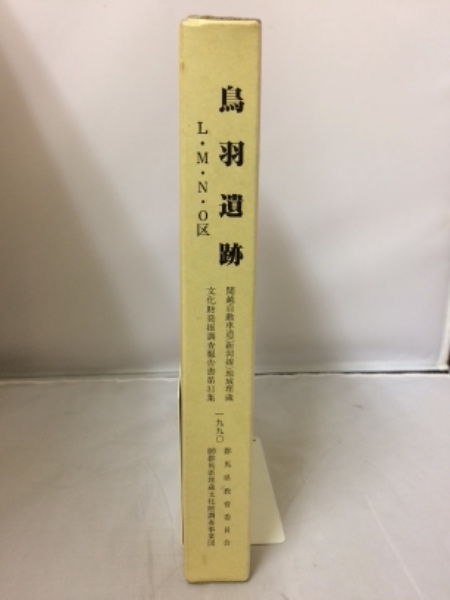 鳥羽遺跡
L・M・N・O区
関越自動車道(新潟線)地域埋蔵
文化財発掘調査報告書第31集
一九九〇
群馬県教育委員会
㈶群馬県埋蔵文化財調査事業団